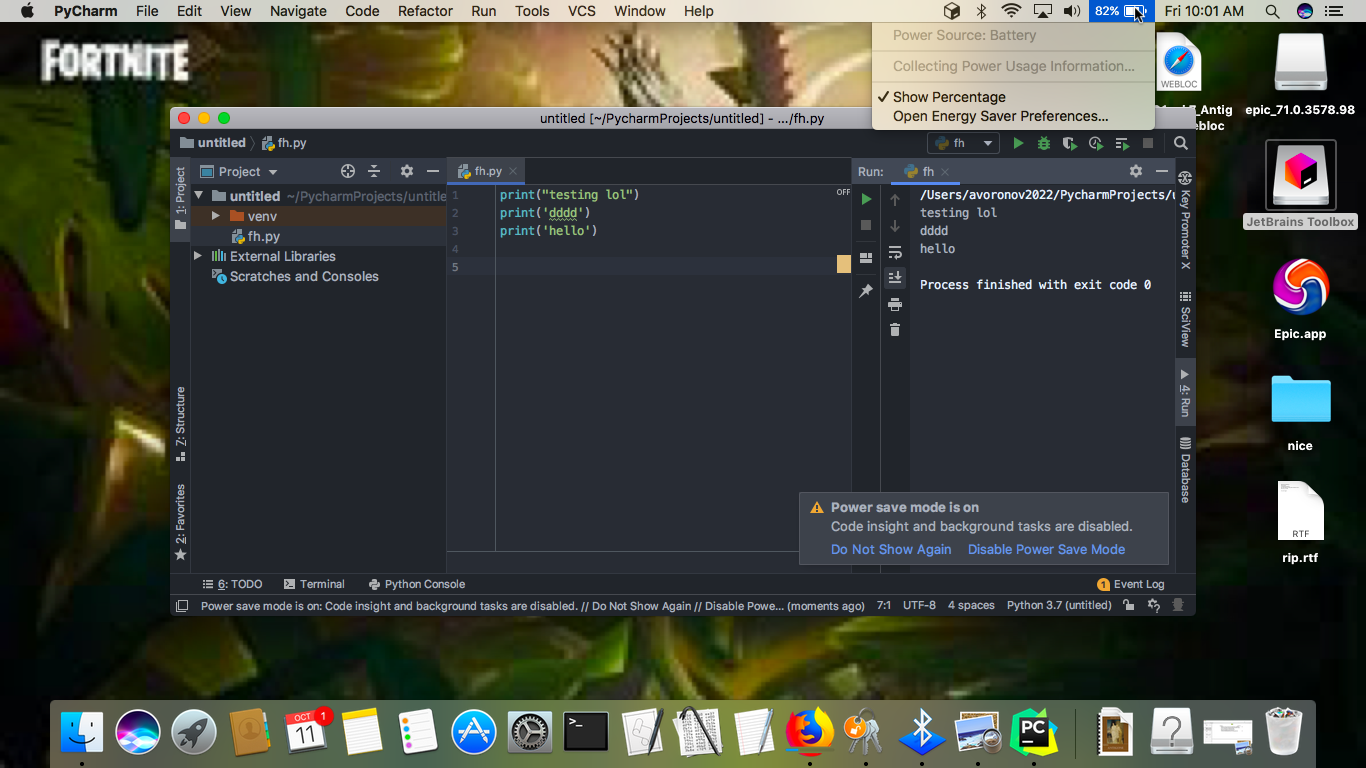 PyCharm File Edit View Navigate Code Refactor Run Tools VCS Window Help 82% Fri 10:01 AM
Power Source: Battery
Collecting Power Usage Information...
✓ Show Percentage
Open Energy Saver Preferences...
FORTNITE
WEBLOC
Antig
ebloc
epic_71.0.3578.98
JetBrains Toolbox
Epic.app
nice
RTF
rip.rtf
untitled [~/PycharmProjects/untitled] - .../fh.py
untitled fh.py
fh
Project
fh.py
Run: fh
1: Project
untitled ~/PycharmProjects/untitle
venv
fh.py
External Libraries
Scratches and Consoles
7: Structure
2: Favorites
1 print("testing lol")
2 print('dddd')
3 print('hello')
4
5
OFF
/Users/avoronov2022/PycharmProjects/u
testing lol
dddd
hello
Process finished with exit code 0
Key Promoter X
SciView
4: Run
Database
Power save mode is on
Code insight and background tasks are disabled.
Do Not Show Again Disable Power Save Mode
6: TODO Terminal Python Console 1 Event Log
Power save mode is on: Code insight and background tasks are disabled. // Do Not Show Again // Disable Powe... (moments ago) 7:1 UTF-8 4 spaces Python 3.7 (untitled)
OCT
11
1
>_
PC
?